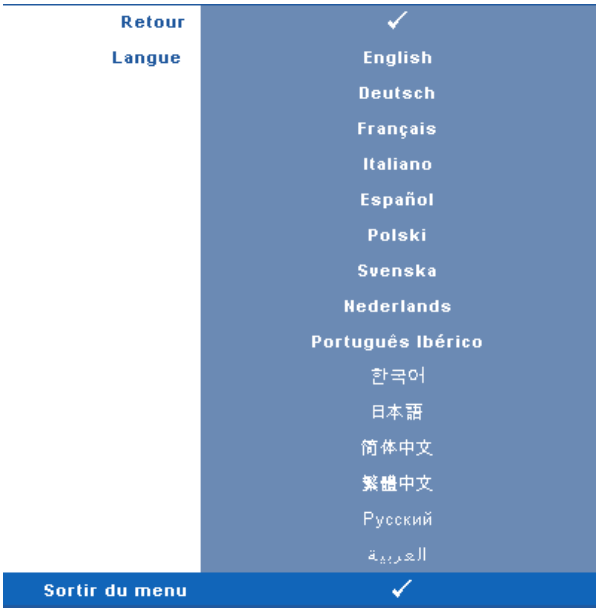 Retour ✓
Langue English
Deutsch
Français
Italiano
Español
Polski
Svenska
Nederlands
Português Ibérico
한국어
日本語
简体中文
繁體中文
Русский
العربية
Sortir du menu ✓